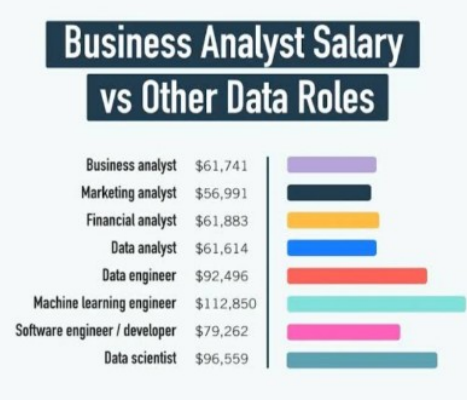 Business Analyst Salary
vs Other Data Roles
Business analyst $61,741
Marketing analyst $56,991
Financial analyst $61,883
Data analyst $61,614
Data engineer $92,496
Machine learning engineer $112,850
Software engineer / developer $79,262
Data scientist $96,559